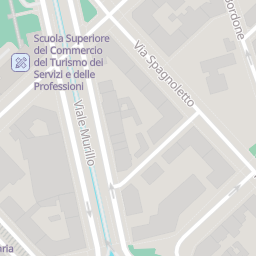 Scuola Superiore
del Commercio
del Turismo dei
Servizi e delle
Professioni
Via Spagnoletto
Viale Murillo